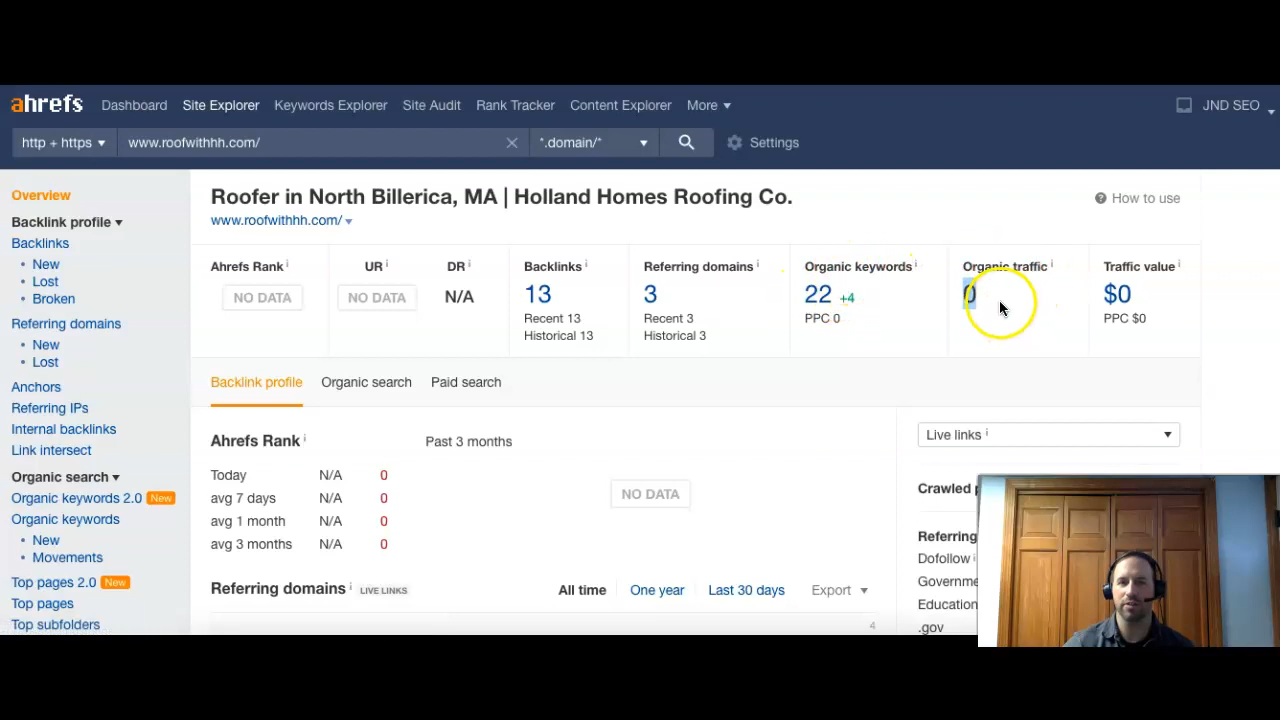 ahrefs Dashboard Site Explorer Keywords Explorer Site Audit Rank Tracker Content Explorer More JND SEO
http + https www.roofwithhh.com/ *.domain/* Settings
Overview
Backlink profile
Backlinks
New
Lost
Broken
Referring domains
New
Lost
Anchors
Referring IPs
Internal backlinks
Link intersect
Organic search
Organic keywords 2.0 New
Organic keywords
New
Movements
Top pages 2.0 New
Top pages
Top subfolders
Roofer in North Billerica, MA | Holland Homes Roofing Co.
www.roofwithhh.com/
How to use
Ahrefs Rank i
NO DATA
UR i
NO DATA
DR i
N/A
Backlinks i
13
Recent 13
Historical 13
Referring domains i
3
Recent 3
Historical 3
Organic keywords i
22 +4
PPC 0
Organic traffic i
0
Traffic value i
$0
PPC $0
Backlink profile Organic search Paid search
Ahrefs Rank i Past 3 months
Today N/A 0
avg 7 days N/A 0
avg 1 month N/A 0
avg 3 months N/A 0
NO DATA
Referring domains i LIVE LINKS All time One year Last 30 days Export
4
Live links i
Crawled
Referring
Dofollow i
Governme
Education
.gov